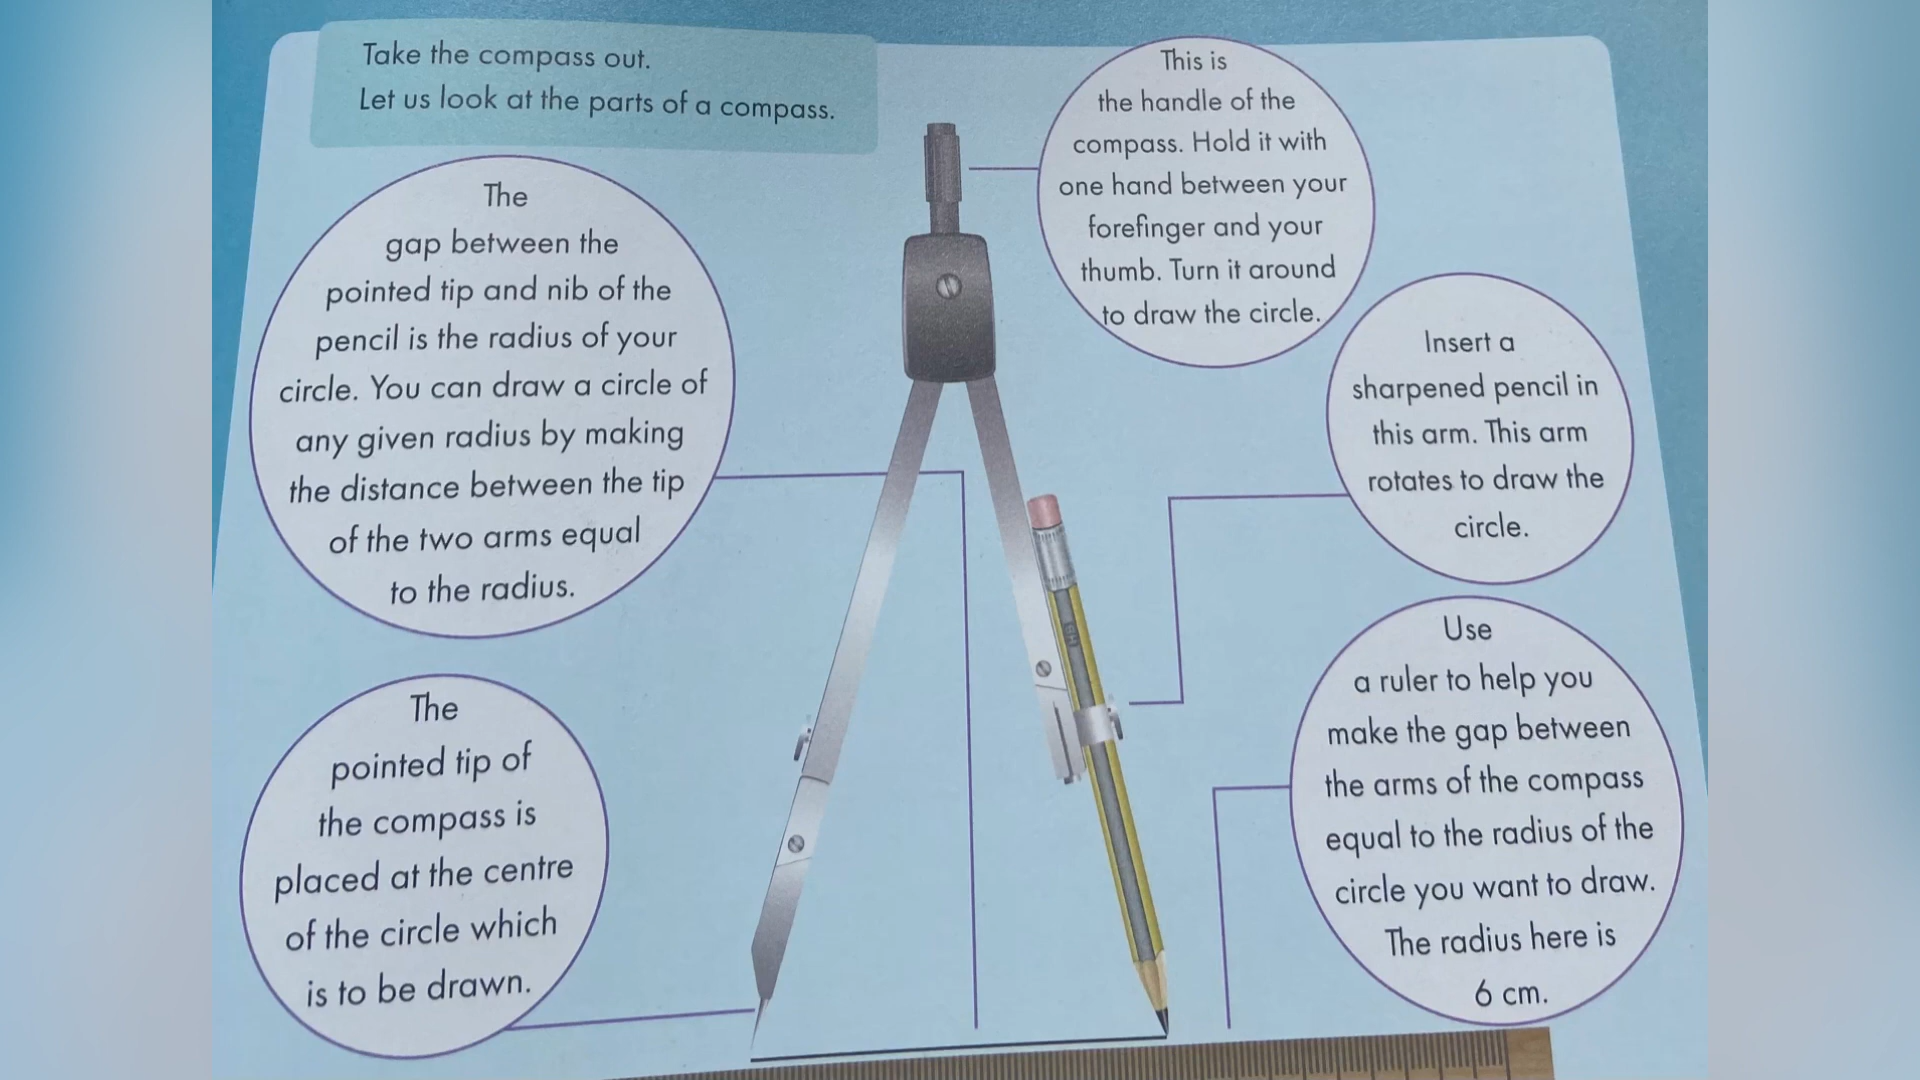 Take the compass out.
Let us look at the parts of a compass.
This is
the handle of the
compass. Hold it with
one hand between your
forefinger and your
thumb. Turn it around
to draw the circle.
The
gap between the
pointed tip and nib of the
pencil is the radius of your
circle. You can draw a circle of
any given radius by making
the distance between the tip
of the two arms equal
to the radius.
Insert a
sharpened pencil in
this arm. This arm
rotates to draw the
circle.
The
pointed tip of
the compass is
placed at the centre
of the circle which
is to be drawn.
Use
a ruler to help you
make the gap between
the arms of the compass
equal to the radius of the
circle you want to draw.
The radius here is
6 cm.
HB